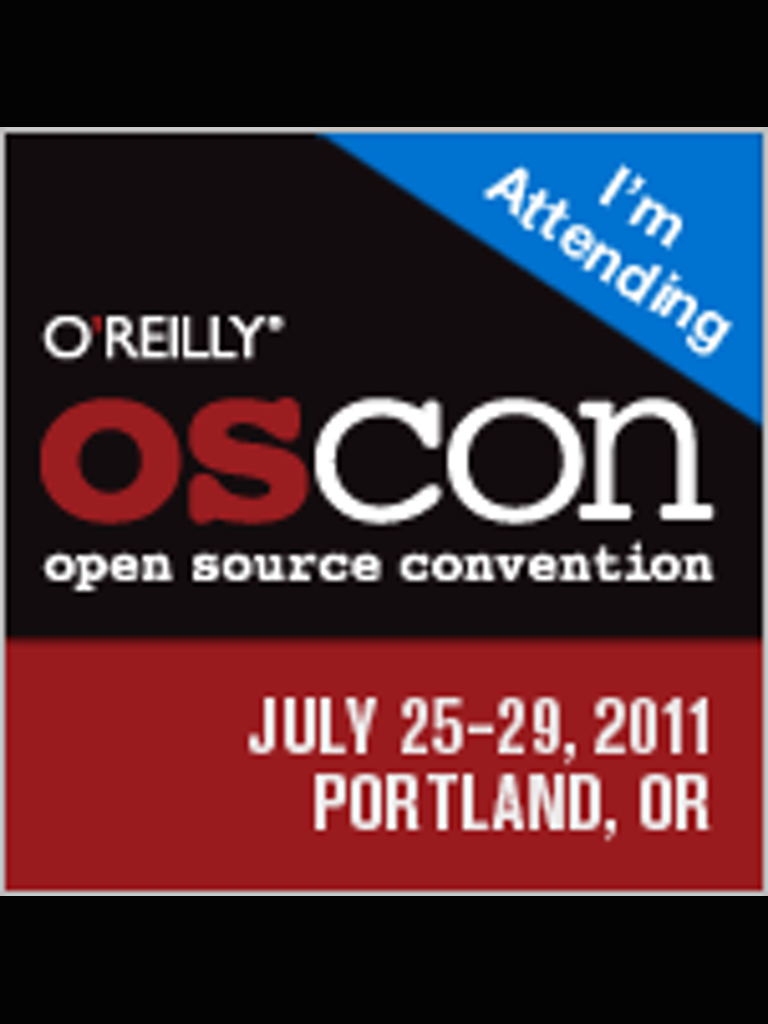 I'm
Attending
O'REILLY®
oscon
open source convention
JULY 25-29, 2011
PORTLAND, OR